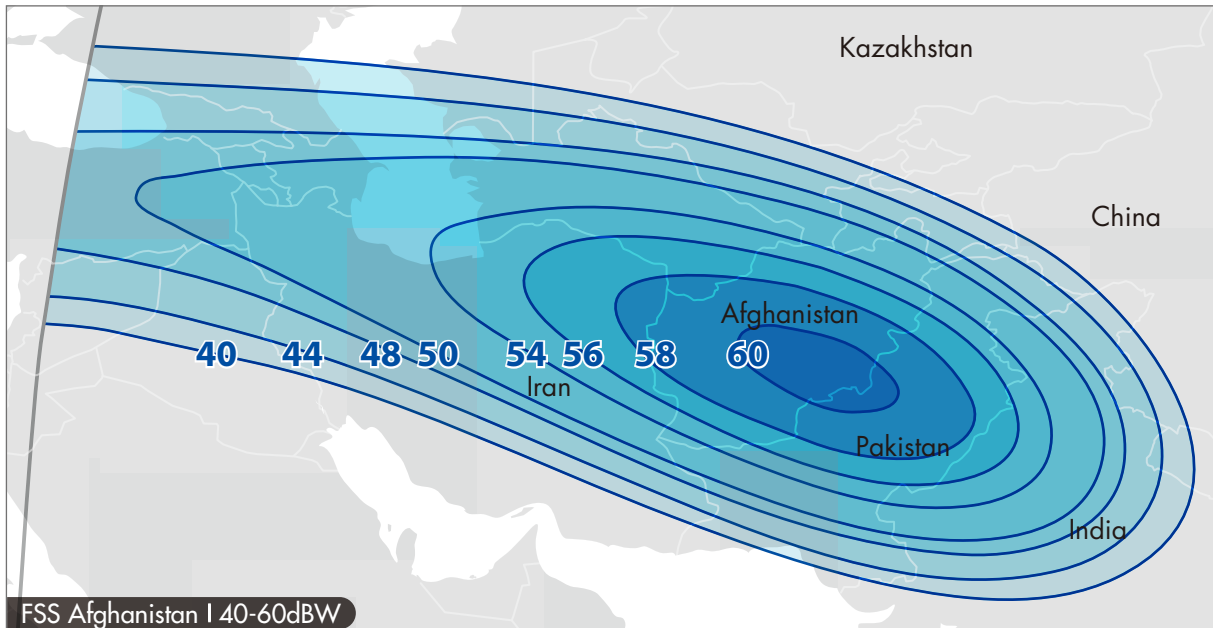 Kazakhstan
China
Afghanistan
40 44 48 50 54 56 58 60
Iran
Pakistan
India
FSS Afghanistan I 40-60dBW